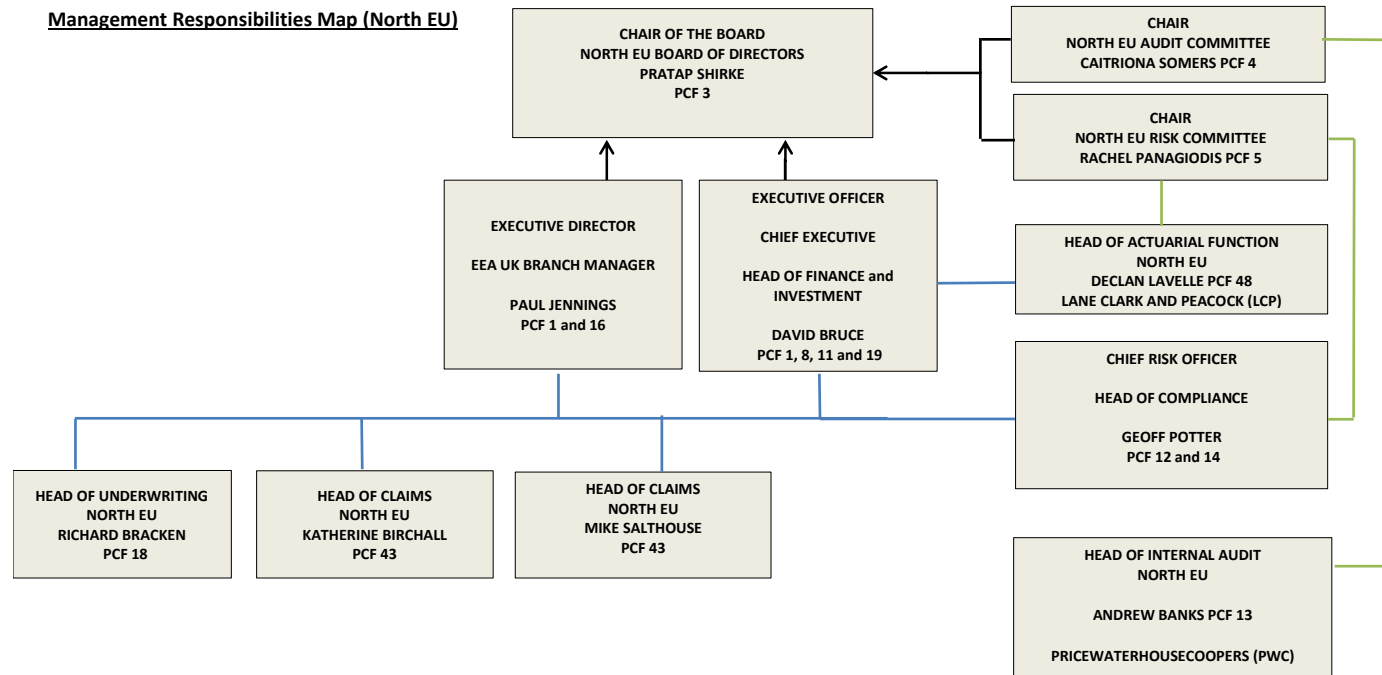 Management Responsibilities Map (North EU)
CHAIR OF THE BOARD
NORTH EU BOARD OF DIRECTORS
PRATAP SHIRKE
PCF 3
CHAIR
NORTH EU AUDIT COMMITTEE
CAITRIONA SOMERS PCF 4
CHAIR
NORTH EU RISK COMMITTEE
RACHEL PANAGIODIS PCF 5
EXECUTIVE DIRECTOR
EEA UK BRANCH MANAGER
PAUL JENNINGS
PCF 1 and 16
EXECUTIVE OFFICER
CHIEF EXECUTIVE
HEAD OF FINANCE and
INVESTMENT
DAVID BRUCE
PCF 1, 8, 11 and 19
HEAD OF ACTUARIAL FUNCTION
NORTH EU
DECLAN LAVELLE PCF 48
LANE CLARK AND PEACOCK (LCP)
CHIEF RISK OFFICER
HEAD OF COMPLIANCE
GEOFF POTTER
PCF 12 and 14
HEAD OF UNDERWRITING
NORTH EU
RICHARD BRACKEN
PCF 18
HEAD OF CLAIMS
NORTH EU
KATHERINE BIRCHALL
PCF 43
HEAD OF CLAIMS
NORTH EU
MIKE SALTHOUSE
PCF 43
HEAD OF INTERNAL AUDIT
NORTH EU
ANDREW BANKS PCF 13
PRICEWATERHOUSECOOPERS (PWC)